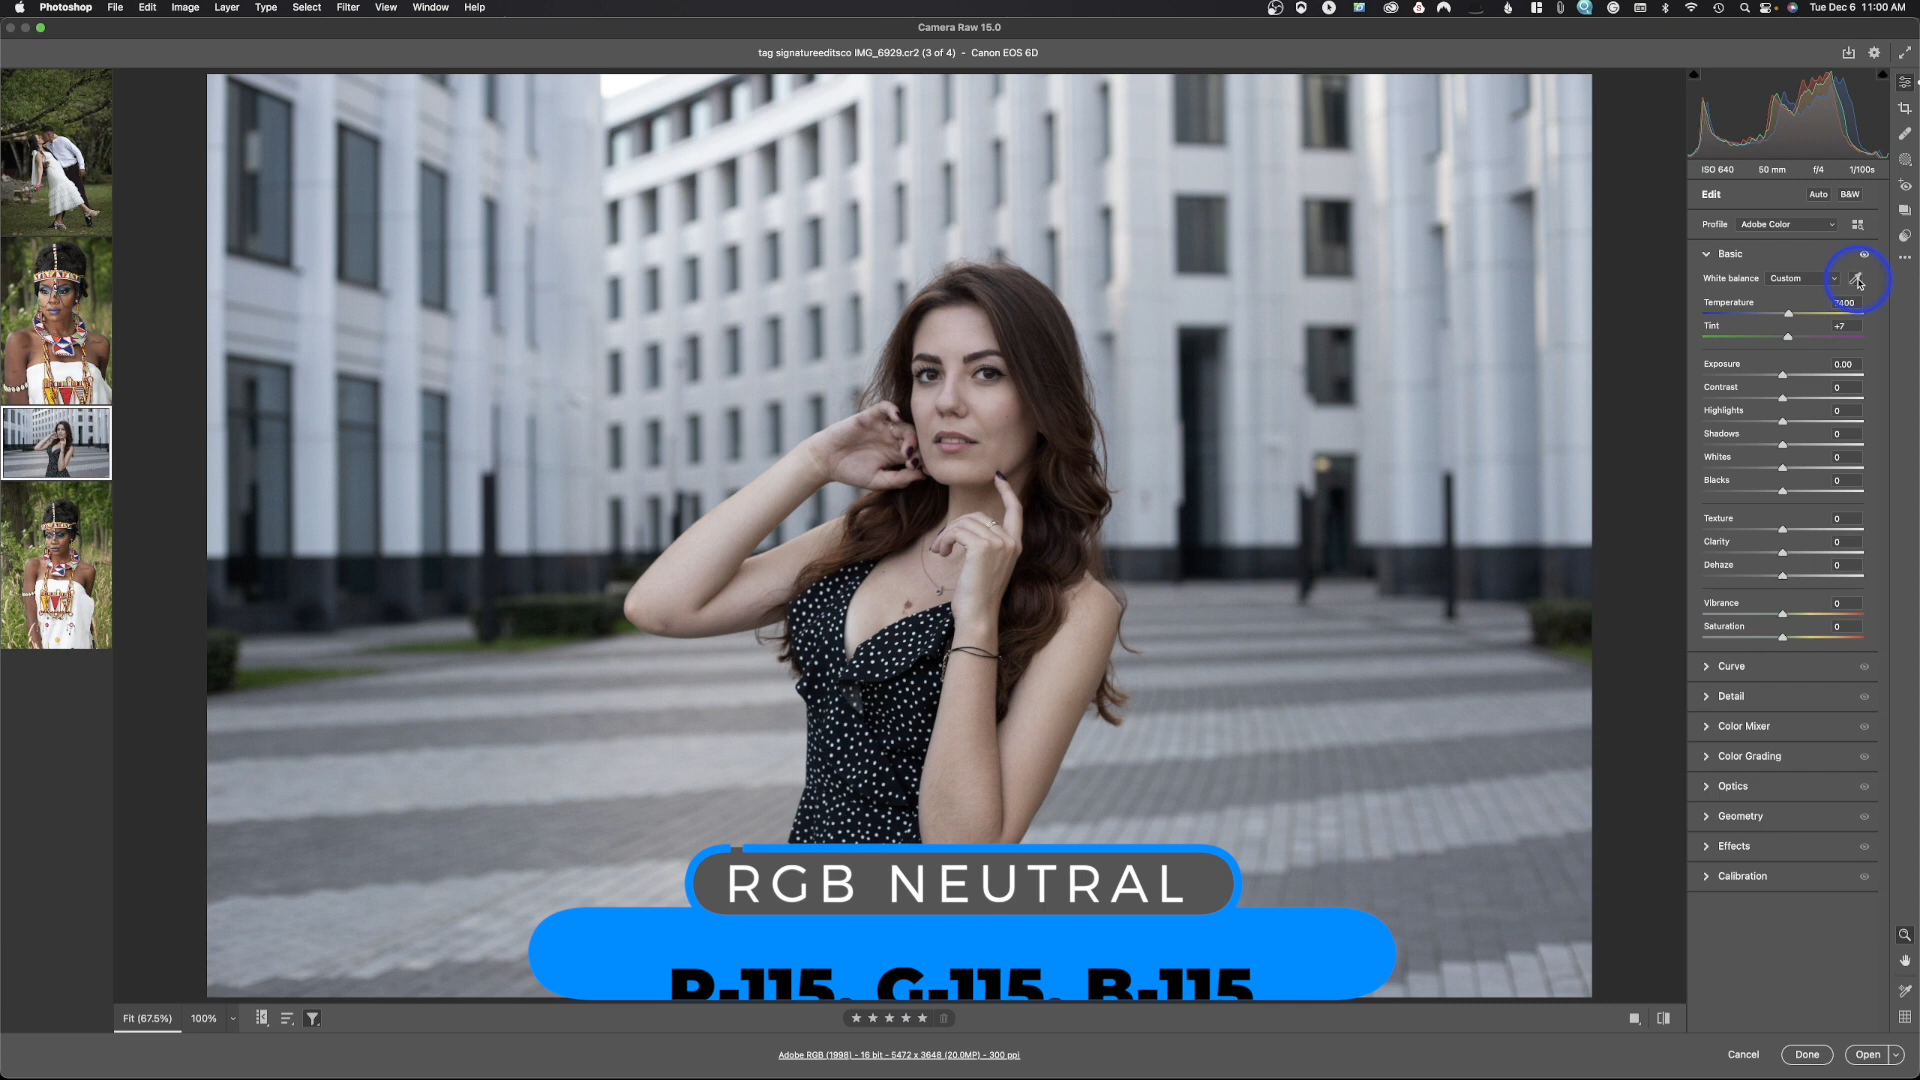 Photoshop File Edit Image Layer Type Select Filter View Window Help
Tue Dec 6 11:00 AM
Camera Raw 15.0
tag signatureeditsco IMG_6929.cr2 (3 of 4) - Canon EOS 6D
ISO 640 50 mm f/4 1/100s
Edit Auto B&W
Profile Adobe Color
Basic
White balance Custom
Temperature 7400
Tint +7
Exposure 0.00
Contrast 0
Highlights 0
Shadows 0
Whites 0
Blacks 0
Texture 0
Clarity 0
Dehaze 0
Vibrance 0
Saturation 0
Curve
Detail
Color Mixer
Color Grading
Optics
Geometry
Effects
Calibration
RGB NEUTRAL
R-115, G-115, B-115
Fit (67.5%) 100%
Adobe RGB (1998) - 16 bit - 5472 x 3648 (20.0MP) - 300 ppi
Cancel Done Open